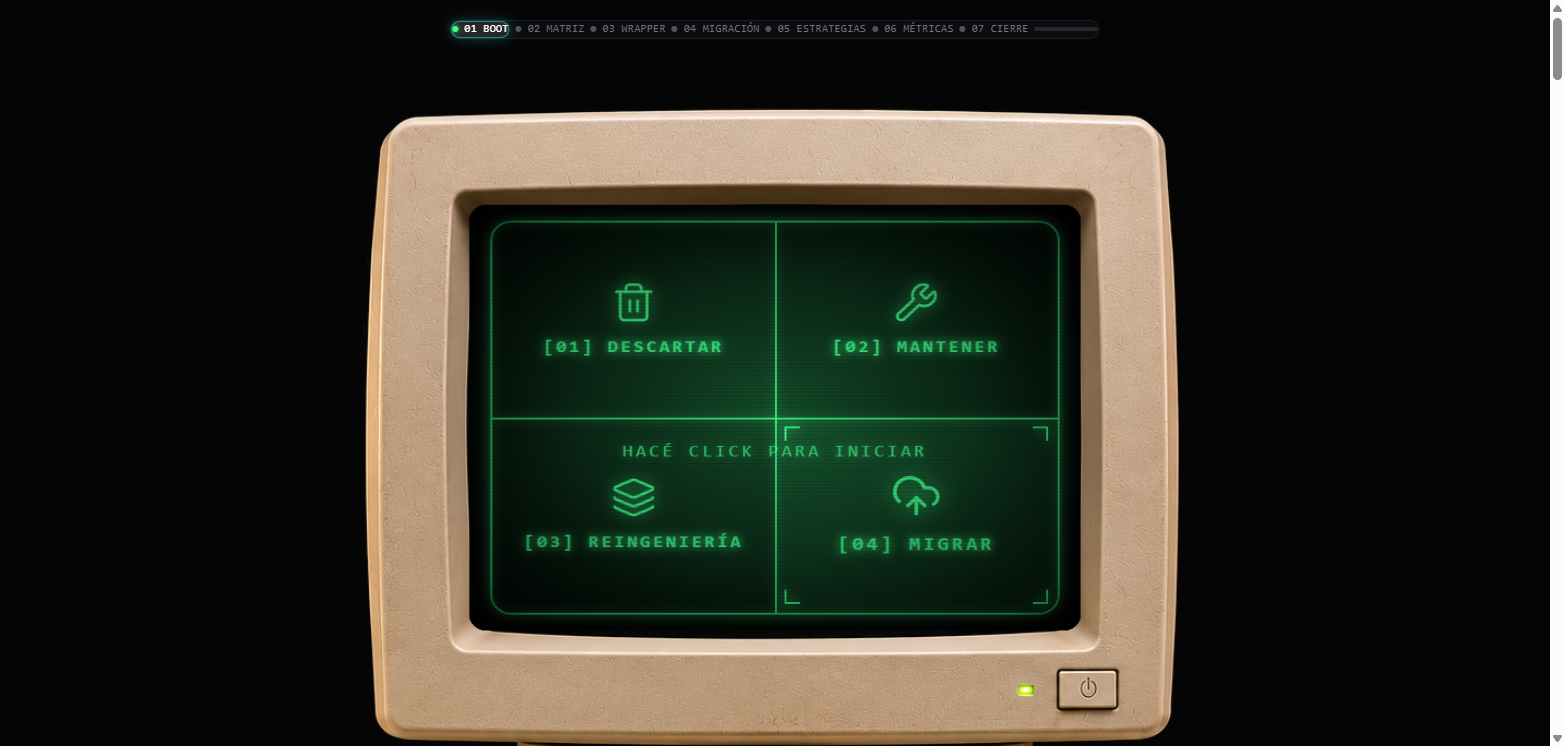 01 BOOT 02 MATRIZ 03 WRAPPER 04 MIGRACIÓN 05 ESTRATEGIAS 06 MÉTRICAS 07 CIERRE
[01] DESCARTAR
[02] MANTENER
HACÉ CLICK PARA INICIAR
[03] REINGENIERÍA
[04] MIGRAR